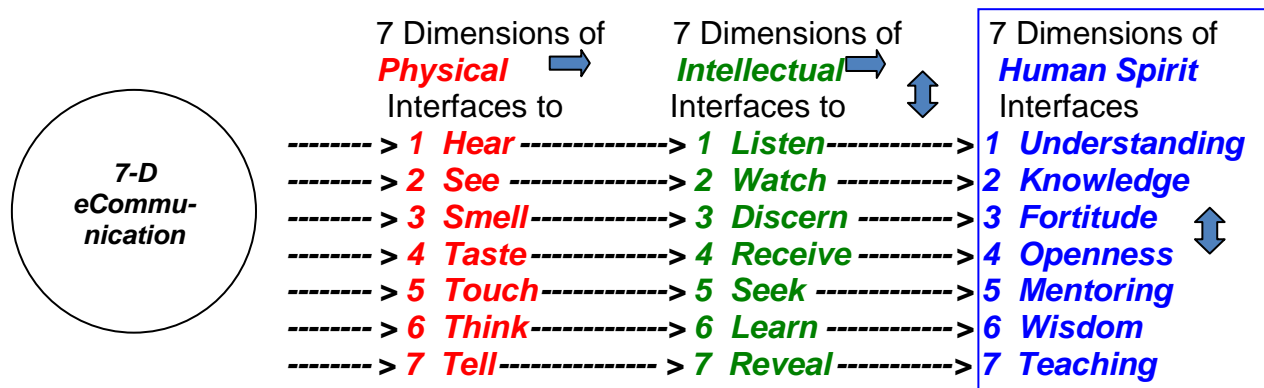 7 Dimensions of 7 Dimensions of 7 Dimensions of
Physical Intellectual Human Spirit
Interfaces to Interfaces to Interfaces
-------- > 1 Hear --------------> 1 Listen------------> 1 Understanding
-------- > 2 See ---------------> 2 Watch ----------> 2 Knowledge
-------- > 3 Smell-------------> 3 Discern ---------> 3 Fortitude
-------- > 4 Taste-------------> 4 Receive ---------> 4 Openness
-------- > 5 Touch------------> 5 Seek -----------> 5 Mentoring
-------- > 6 Think-------------> 6 Learn -----------> 6 Wisdom
-------- > 7 Tell--------------- > 7 Reveal ----------> 7 Teaching
7-D
eCommu-
nication